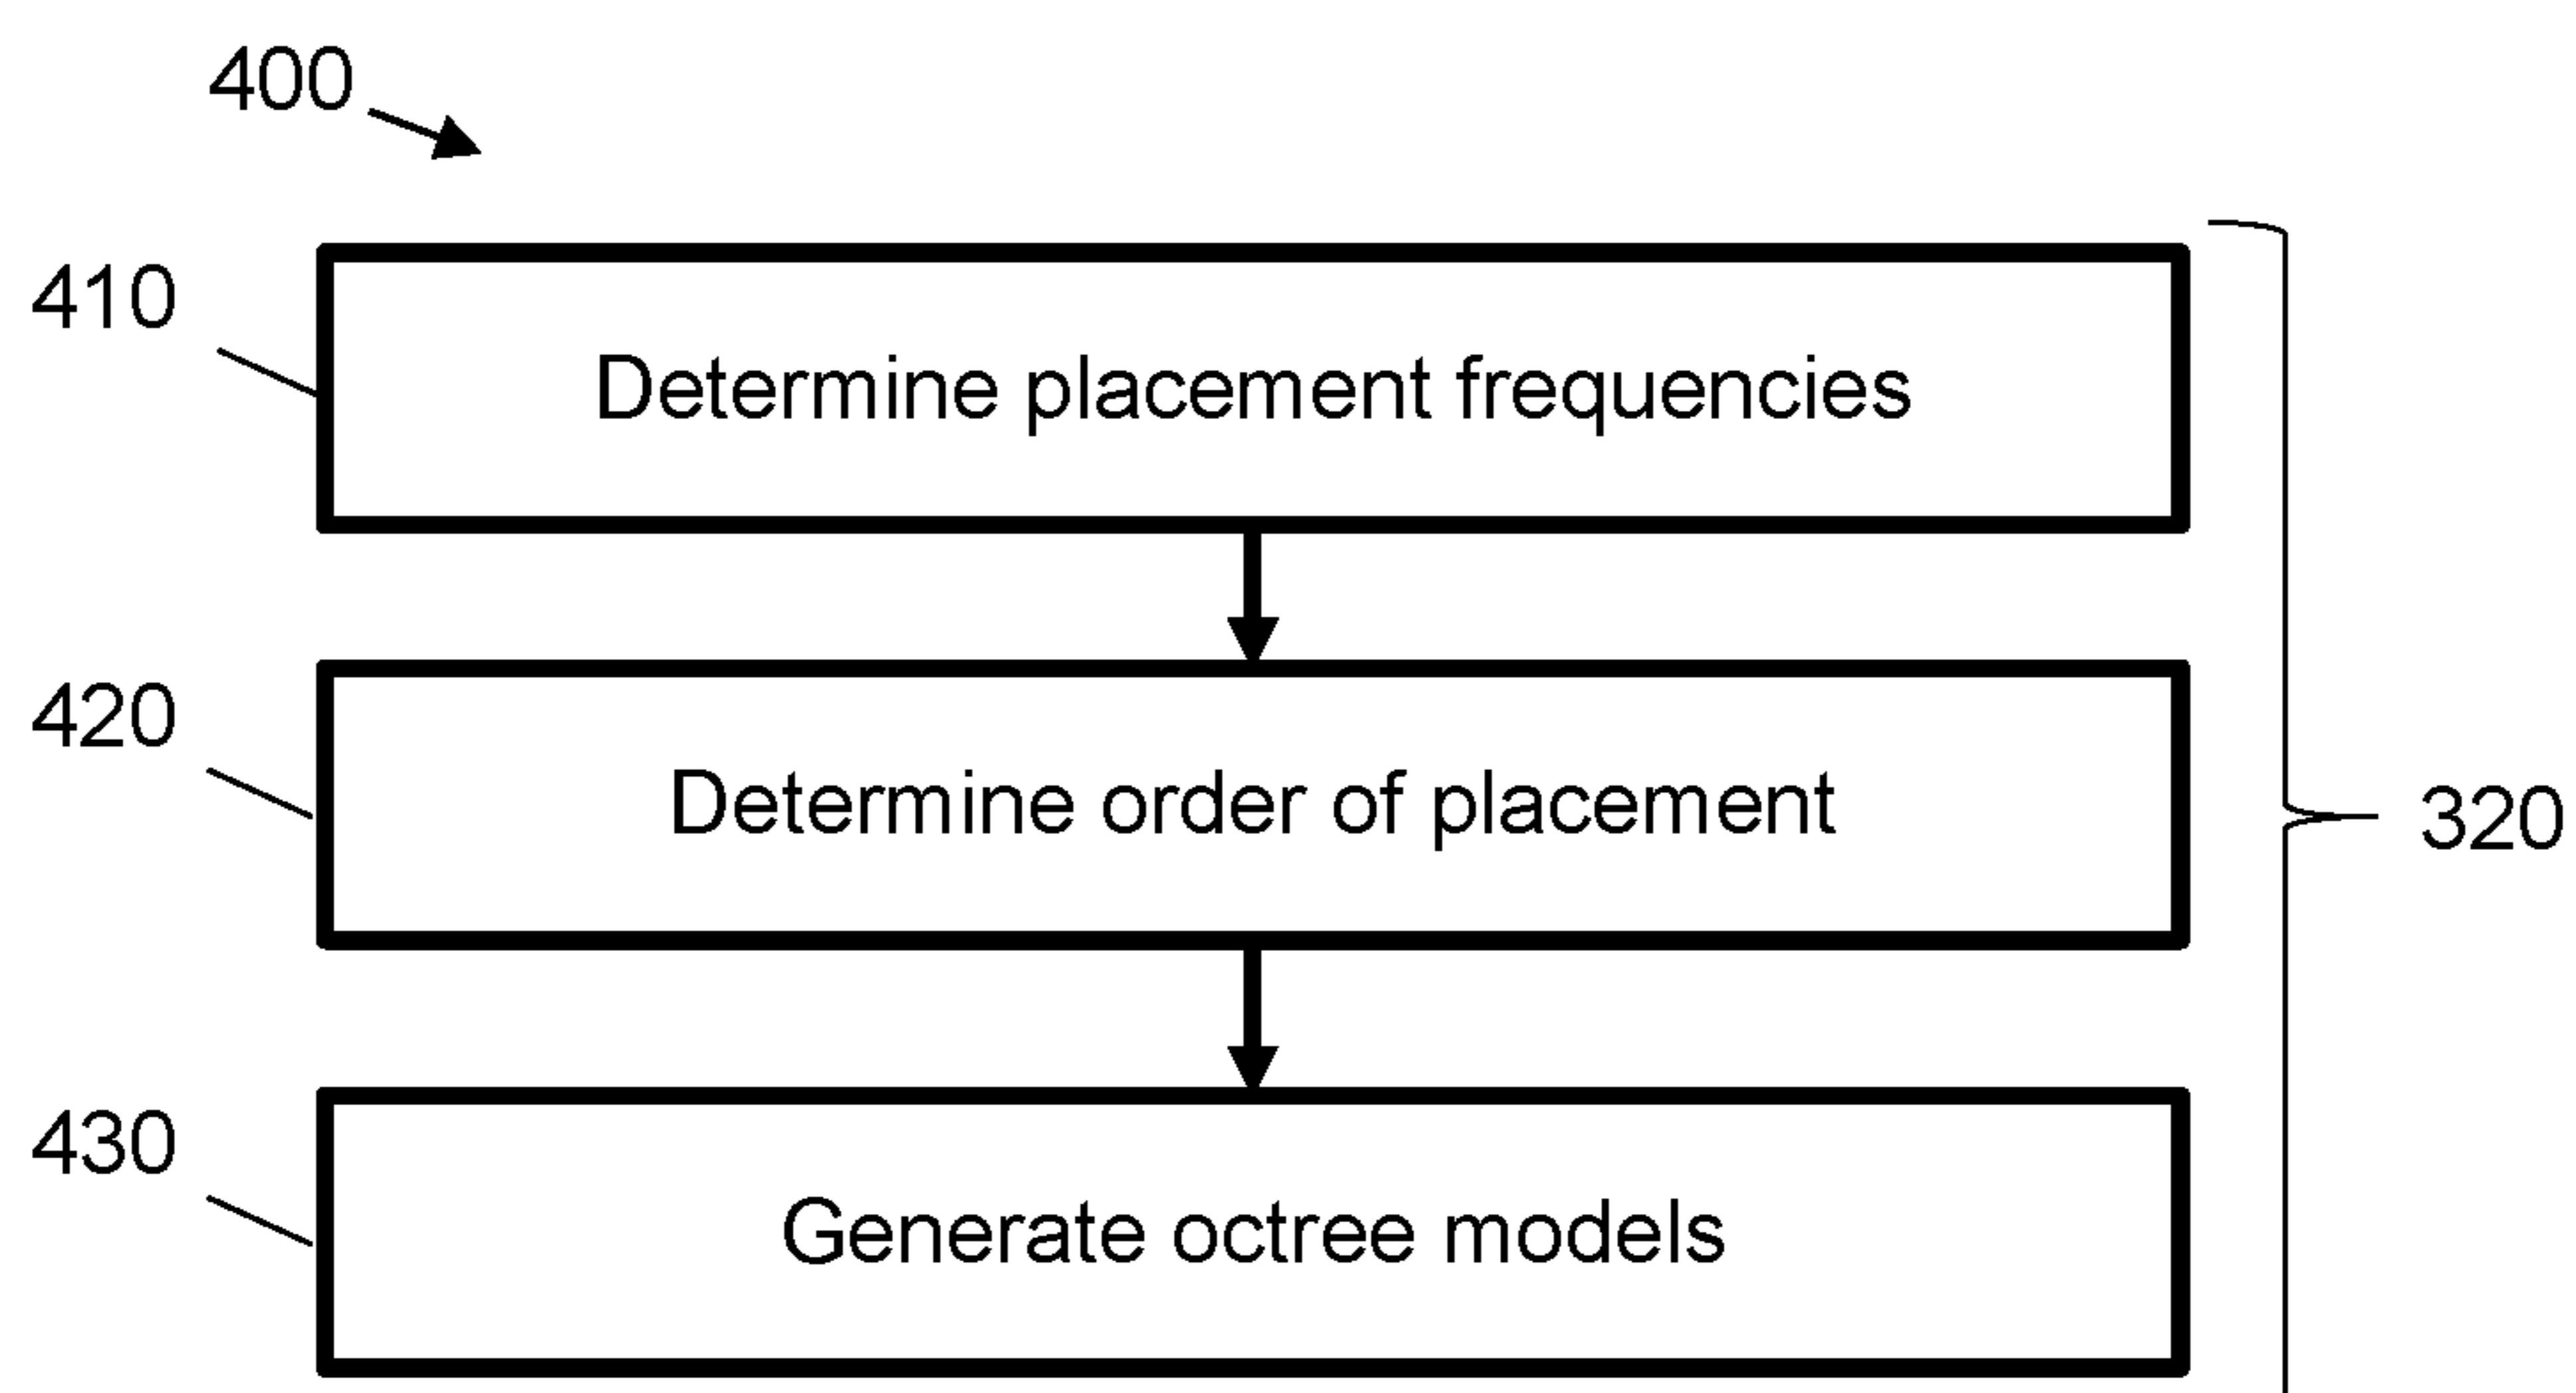 400
410
Determine placement frequencies
420
Determine order of placement
320
430
Generate octree models